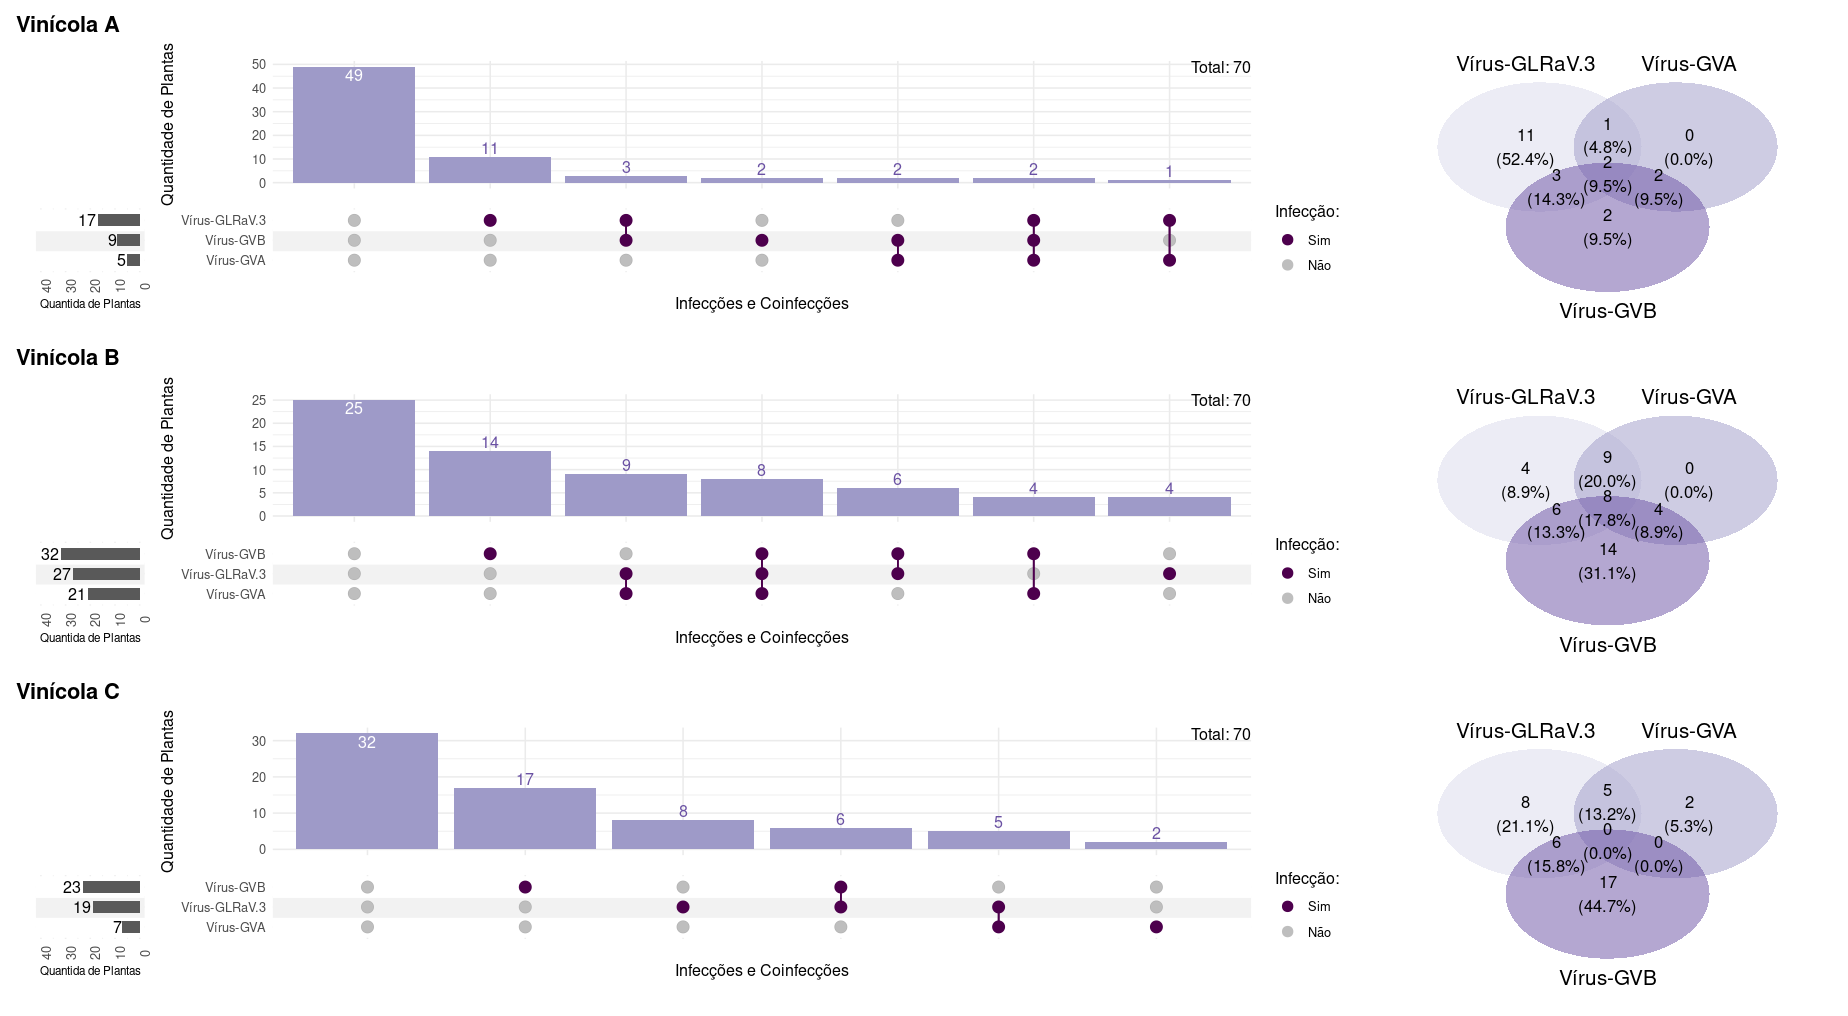 Vinícola A
Quantidade de Plantas
50
40
30
20
10
0
49
11
3
2
2
2
1
Total: 70
Vírus-GLRaV.3
Vírus-GVB
Vírus-GVA
17
9
5
40
30
20
10
0
Quantida de Plantas
Infecções e Coinfecções
Infecção:
Sim
Não
Vírus-GLRaV.3
Vírus-GVA
11
(52.4%)
1
(4.8%)
0
(0.0%)
3
(14.3%)
2
(9.5%)
2
(9.5%)
2
(9.5%)
Vírus-GVB
Vinícola B
Quantidade de Plantas
25
20
15
10
5
0
25
14
9
8
6
4
4
Total: 70
Vírus-GVB
Vírus-GLRaV.3
Vírus-GVA
32
27
21
40
30
20
10
0
Quantida de Plantas
Infecções e Coinfecções
Infecção:
Sim
Não
Vírus-GLRaV.3
Vírus-GVA
4
(8.9%)
9
(20.0%)
0
(0.0%)
6
(13.3%)
8
(17.8%)
4
(8.9%)
14
(31.1%)
Vírus-GVB
Vinícola C
Quantidade de Plantas
30
20
10
0
32
17
8
6
5
2
Total: 70
Vírus-GVB
Vírus-GLRaV.3
Vírus-GVA
23
19
7
40
30
20
10
0
Quantida de Plantas
Infecções e Coinfecções
Infecção:
Sim
Não
Vírus-GLRaV.3
Vírus-GVA
8
(21.1%)
5
(13.2%)
2
(5.3%)
6
(15.8%)
0
(0.0%)
0
(0.0%)
17
(44.7%)
Vírus-GVB